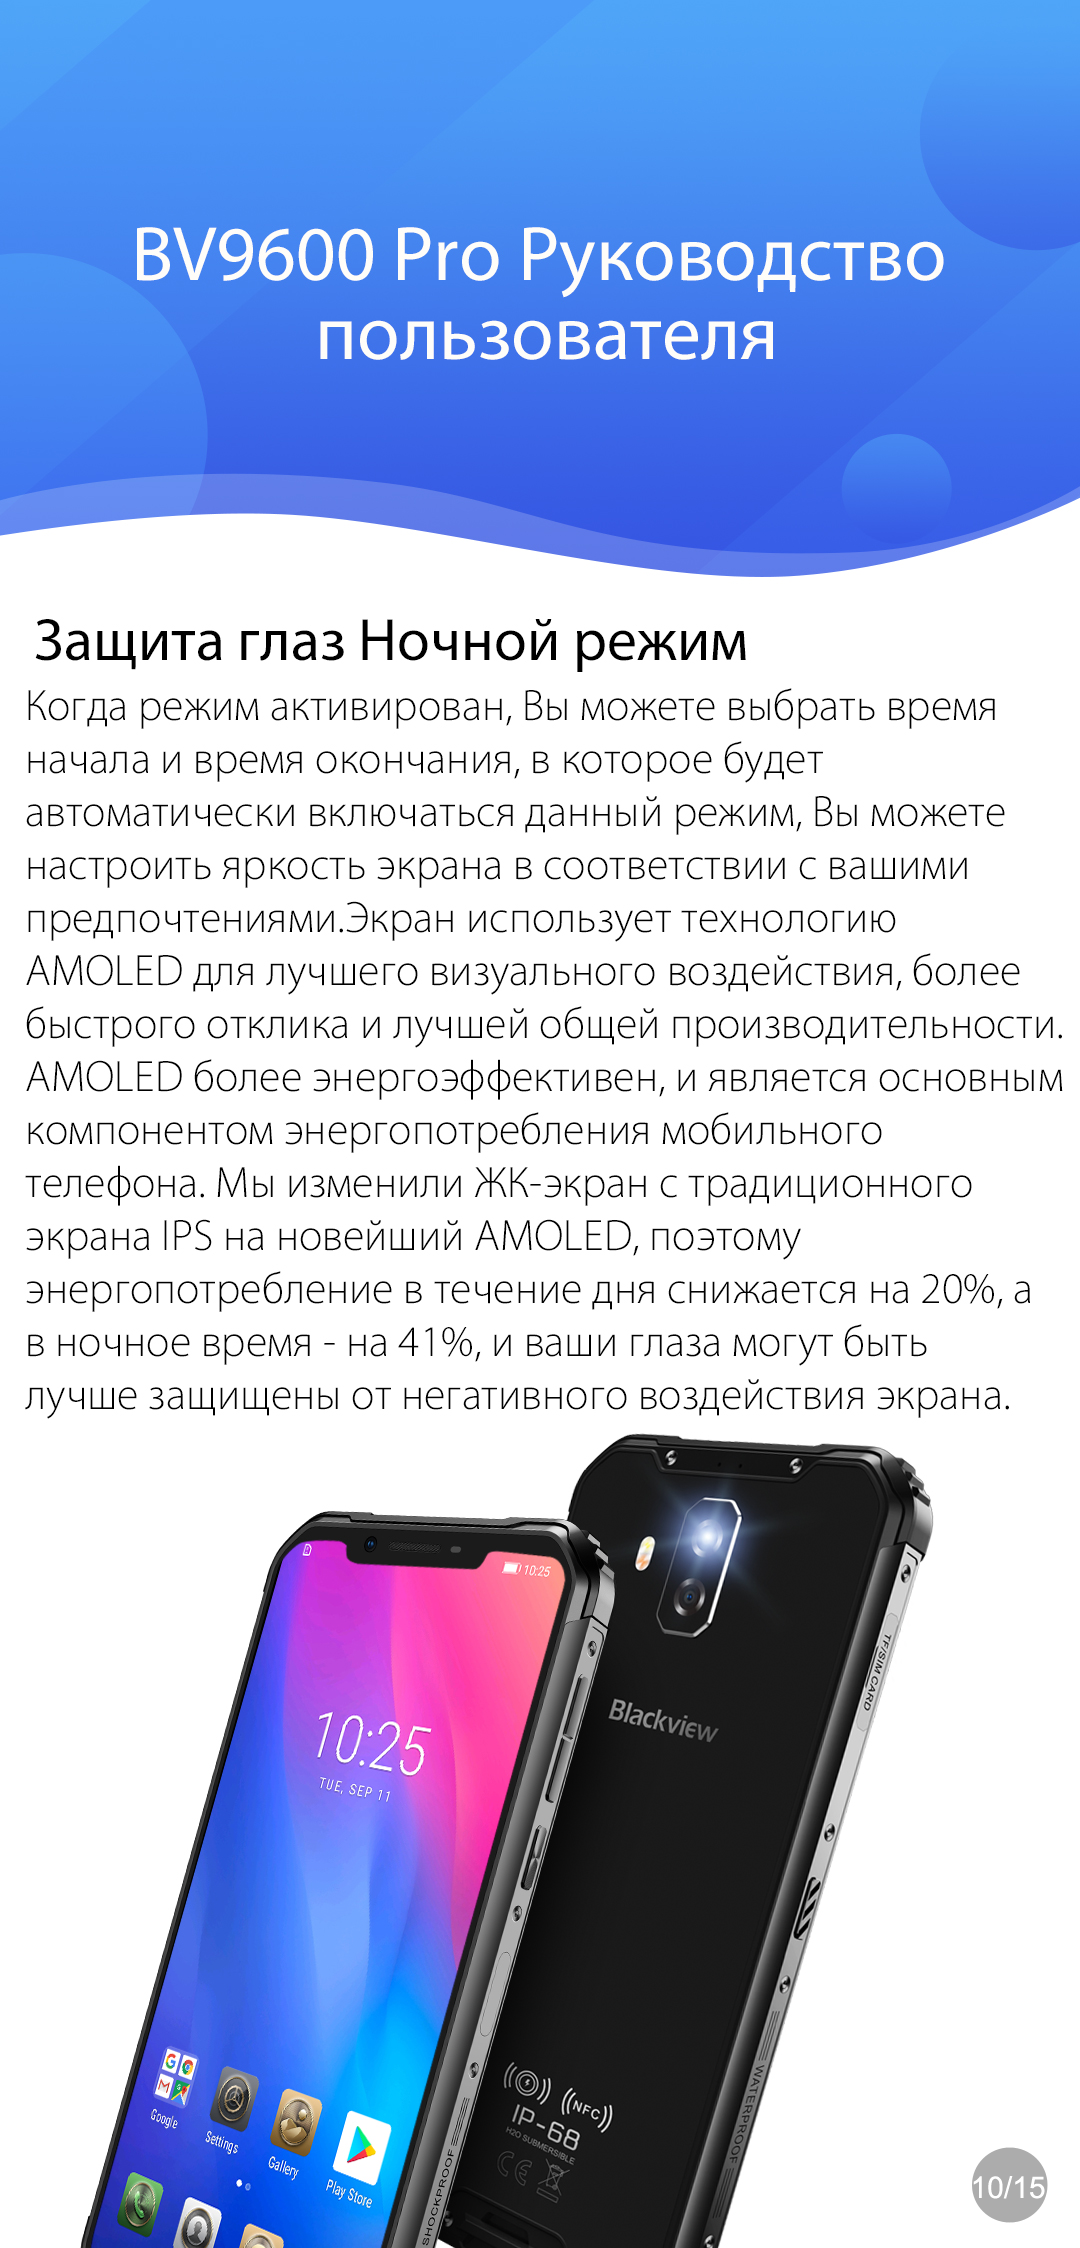 BV9600 Pro Руководство
пользователя
Защита глаз Ночной режим
Когда режим активирован, Вы можете выбрать время
начала и время окончания, в которое будет
автоматически включаться данный режим, Вы можете
настроить яркость экрана в соответствии с вашими
предпочтениями.Экран использует технологию
AMOLED для лучшего визуального воздействия, более
быстрого отклика и лучшей общей производительности.
AMOLED более энергоэффективен, и является основным
компонентом энергопотребления мобильного
телефона. Мы изменили ЖК-экран с традиционного
экрана IPS на новейший AMOLED, поэтому
энергопотребление в течение дня снижается на 20%, а
в ночное время - на 41%, и ваши глаза могут быть
лучше защищены от негативного воздействия экрана.
10:25
TF/SIM CARD
Blackview
10:25
TUE, SEP 11
Google
Settings
Gallery
Play Store
NFC
IP-68
H2O SUBMERSIBLE
WATERPROOF
SHOCKPROOF
10/15